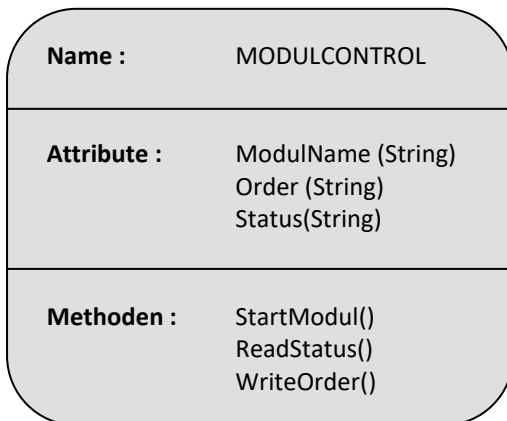 Name : MODULCONTROL
Attribute : ModulName (String)
Order (String)
Status(String)
Methoden : StartModul()
ReadStatus()
WriteOrder()